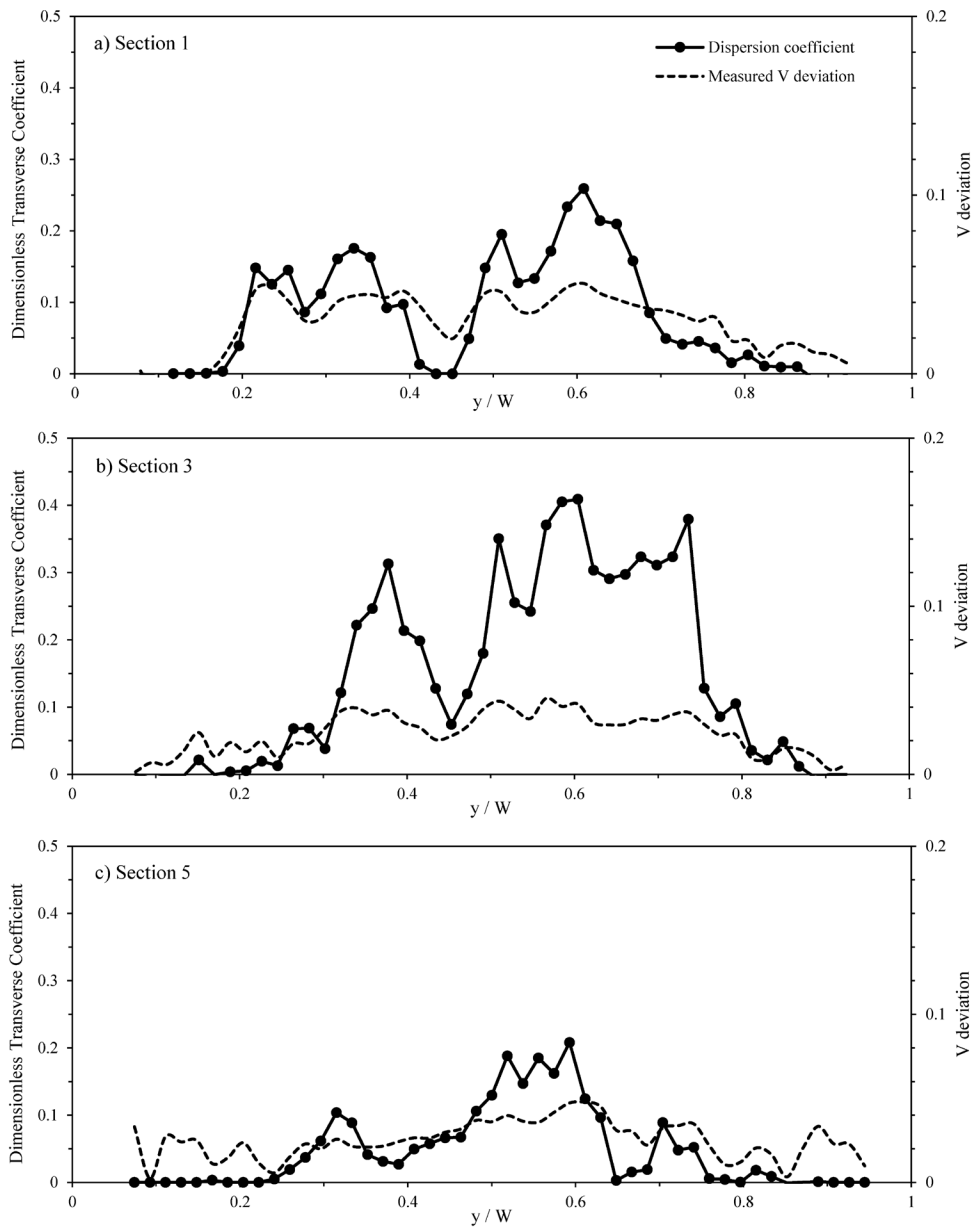 a) Section 1
Dispersion coefficient
Measured V deviation
Dimensionless Transverse Coefficient
0.5
0.4
0.3
0.2
0.1
0
0.2
0.1
0
V deviation
0 0.2 0.4 0.6 0.8 1
y / W
b) Section 3
Dimensionless Transverse Coefficient
0.5
0.4
0.3
0.2
0.1
0
0.2
0.1
0
V deviation
0 0.2 0.4 0.6 0.8 1
y / W
c) Section 5
Dimensionless Transverse Coefficient
0.5
0.4
0.3
0.2
0.1
0
0.2
0.1
0
V deviation
0 0.2 0.4 0.6 0.8 1
y / W